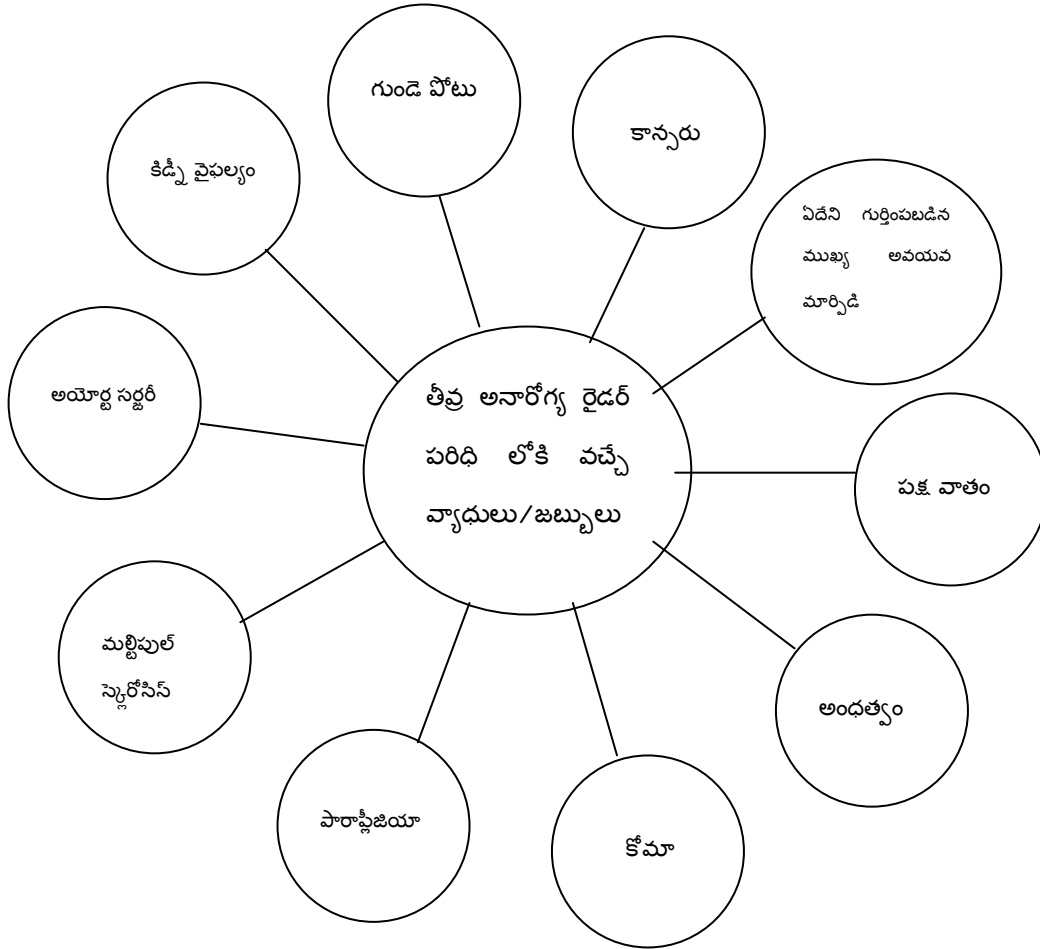 గుండె పోటు
కాన్సరు
కిడ్నీ వైఫల్యం
ఏదేని గుర్తింపబడిన
ముఖ్య అవయవ
మార్పిడి
అయోర్ట సర్జరీ
తీవ్ర అనారోగ్య రైడర్
పరిధి లోకి వచ్చే
వ్యాధులు/జబ్బులు
పక్ష వాతం
మల్టిపుల్
స్క్లెరోసిస్
అంధత్వం
పారాప్లీజియా
కోమా